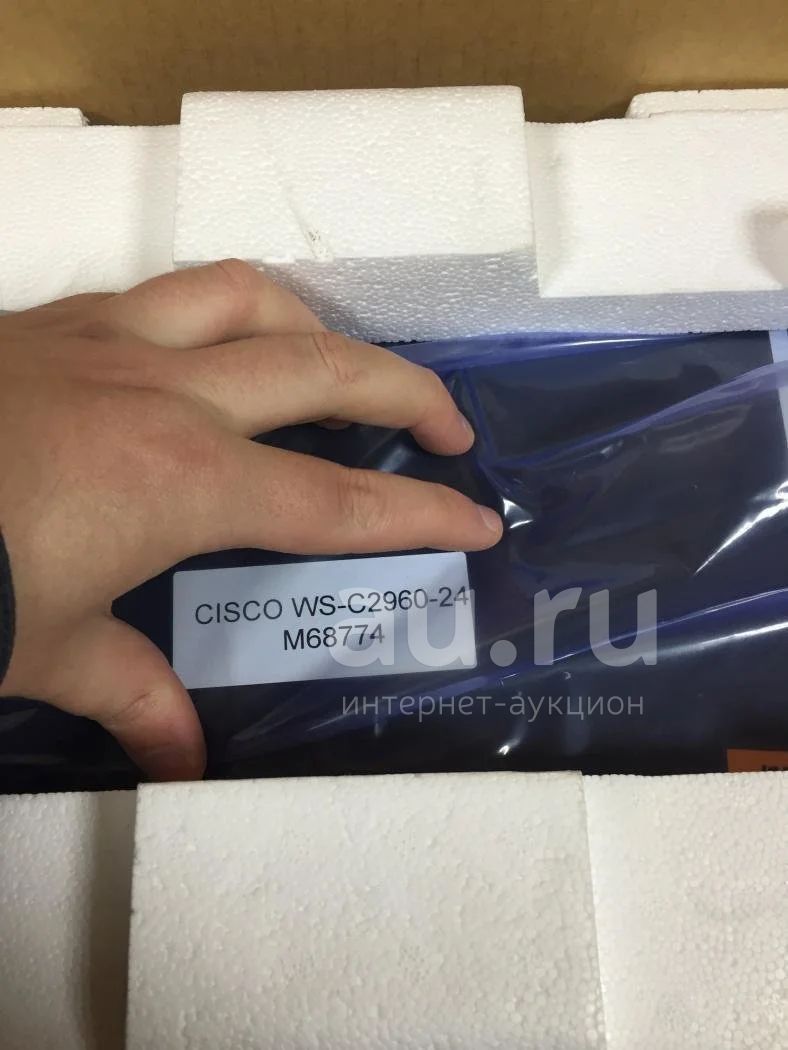 CISCO WS-C2960-24
M68774
au.ru
интернет-аукцион